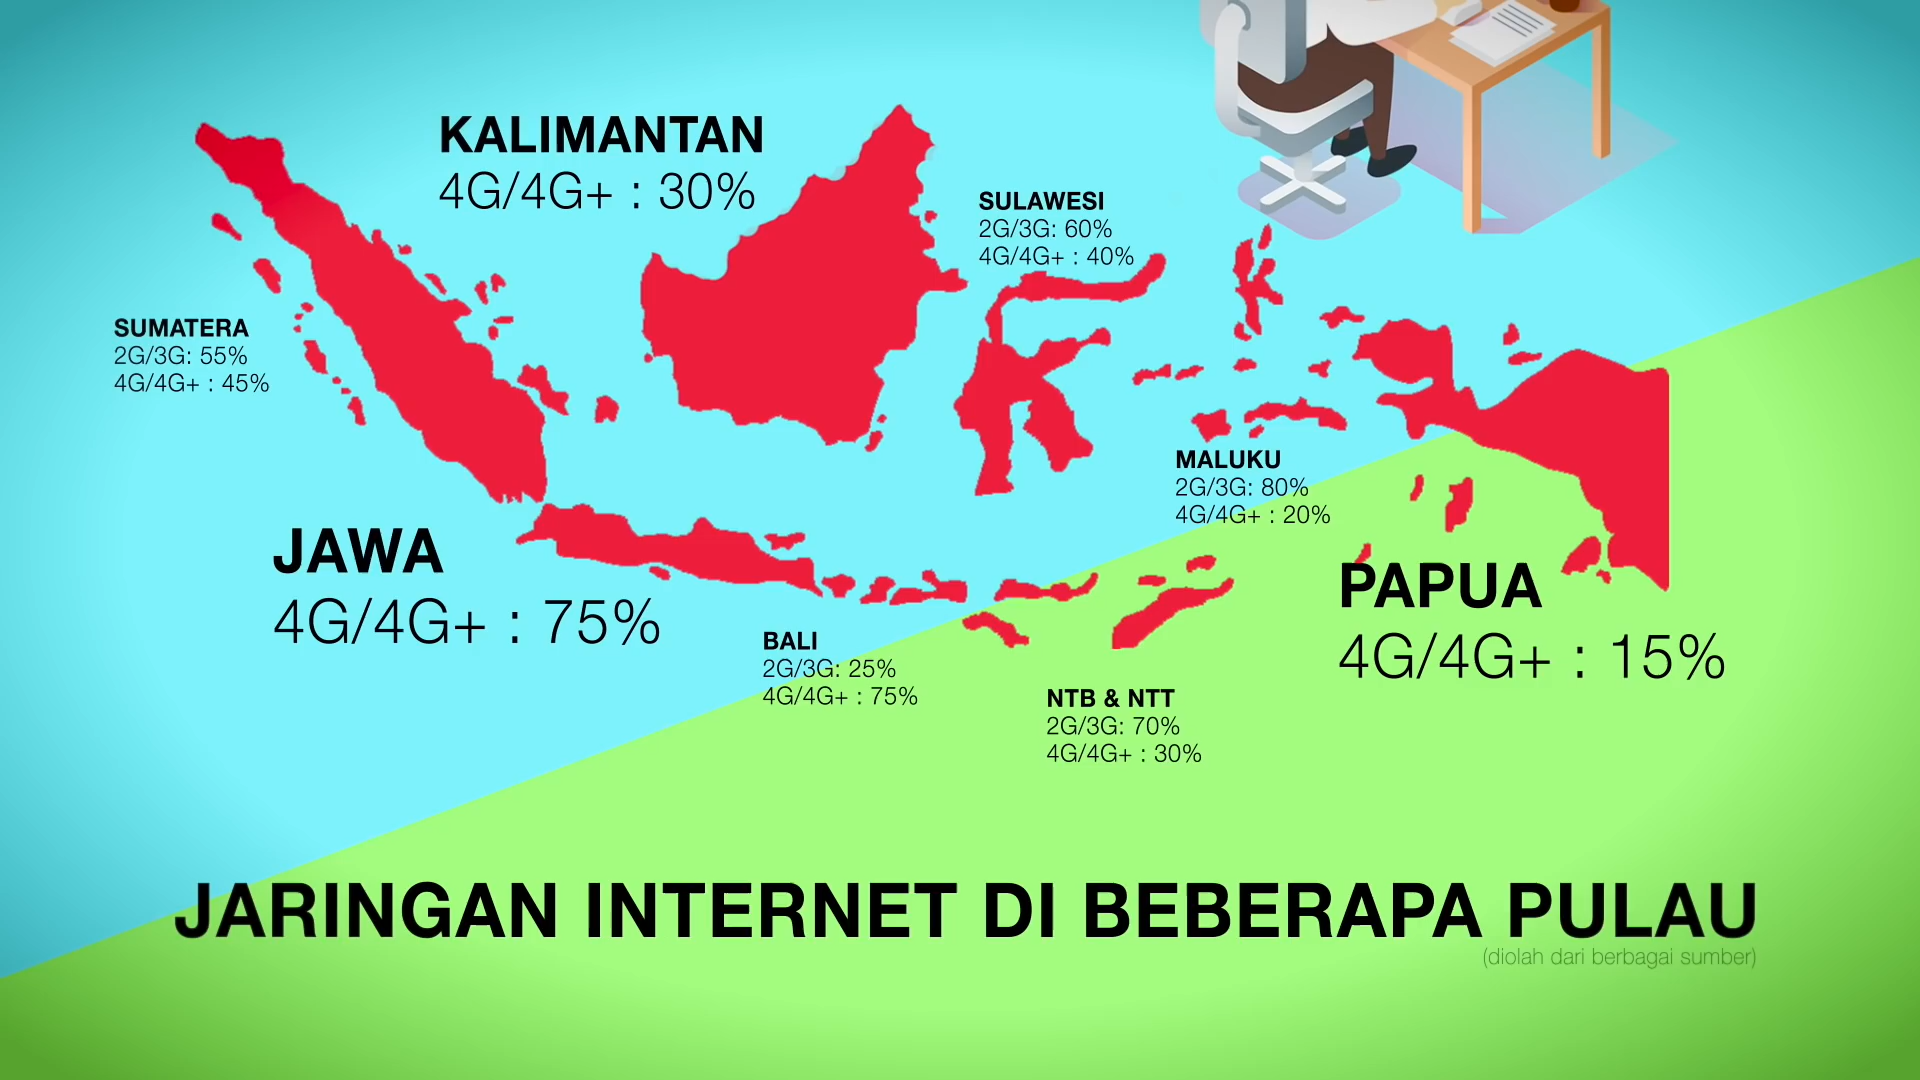 KALIMANTAN
4G/4G+ : 30%
SULAWESI
2G/3G: 60%
4G/4G+ : 40%
SUMATERA
2G/3G: 55%
4G/4G+ : 45%
MALUKU
2G/3G: 80%
4G/4G+ : 20%
JAWA
4G/4G+ : 75%
PAPUA
4G/4G+ : 15%
BALI
2G/3G: 25%
4G/4G+ : 75%
NTB & NTT
2G/3G: 70%
4G/4G+ : 30%
JARINGAN INTERNET DI BEBERAPA PULAU
(diolah dari berbagai sumber)